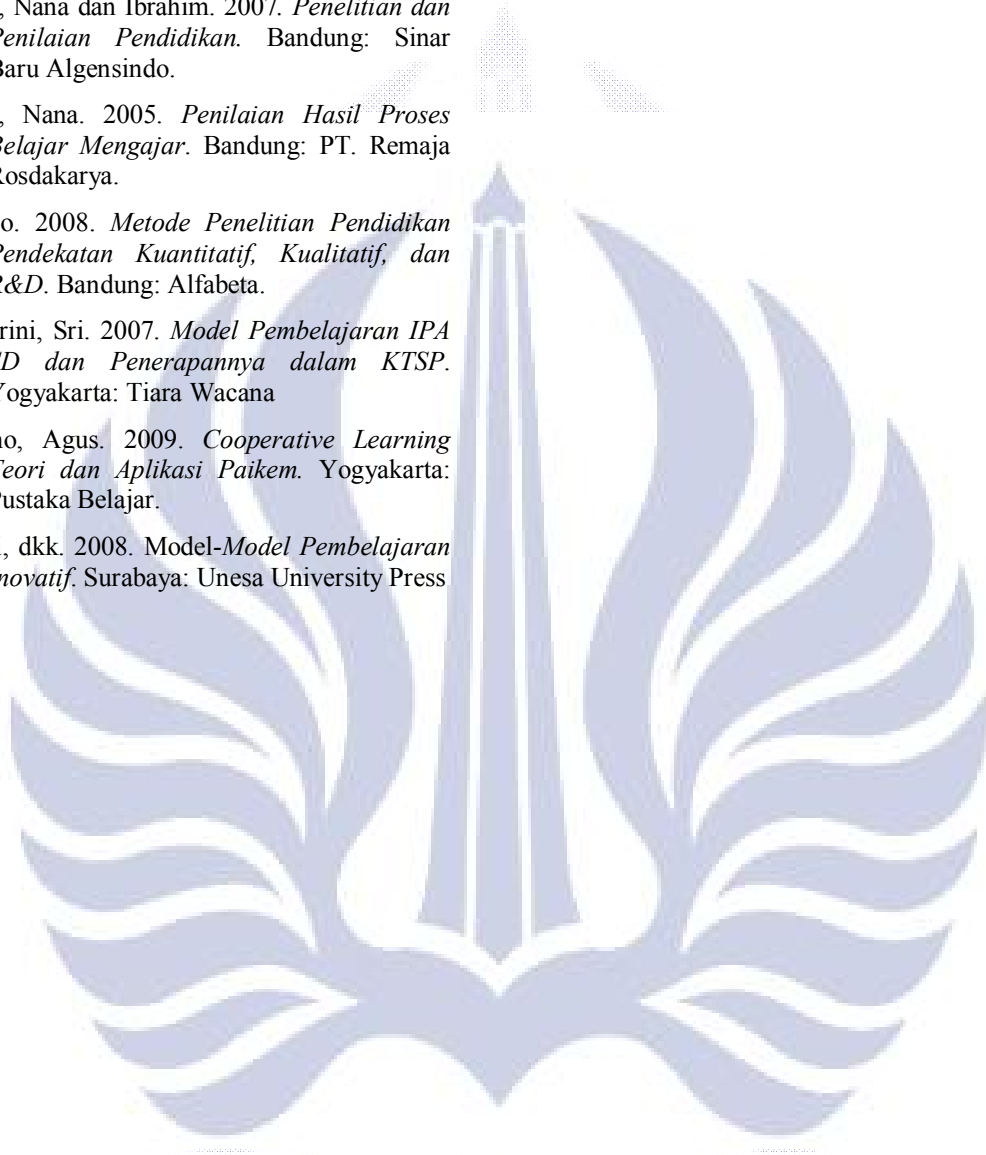 , Nana dan Ibrahim. 2007. Penelitian dan
Penilaian Pendidikan. Bandung: Sinar
Baru Algensindo.
, Nana. 2005. Penilaian Hasil Proses
Belajar Mengajar. Bandung: PT. Remaja
Rosdakarya.
o. 2008. Metode Penelitian Pendidikan
Pendekatan Kuantitatif, Kualitatif, dan
R&D. Bandung: Alfabeta.
rini, Sri. 2007. Model Pembelajaran IPA
SD dan Penerapannya dalam KTSP.
Yogyakarta: Tiara Wacana
no, Agus. 2009. Cooperative Learning
Teori dan Aplikasi Paikem. Yogyakarta:
Pustaka Belajar.
, dkk. 2008. Model-Model Pembelajaran
Inovatif. Surabaya: Unesa University Press